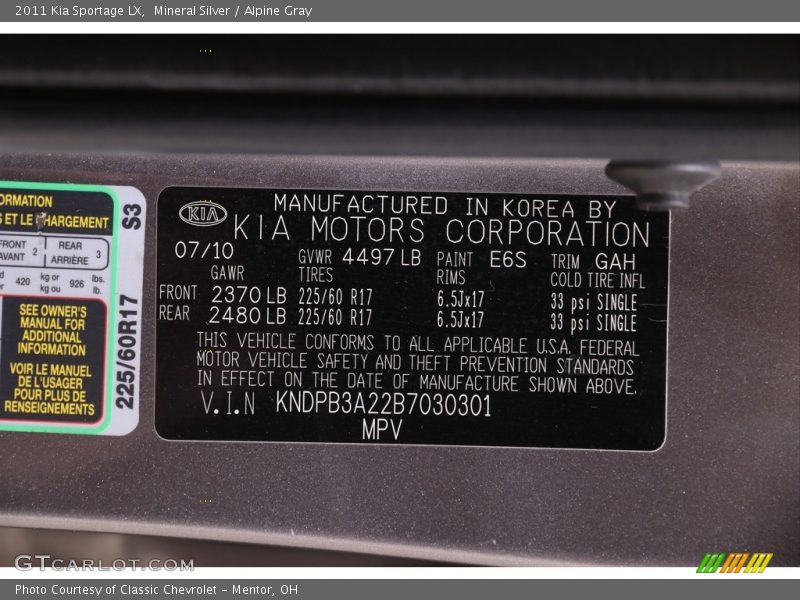 2011 Kia Sportage LX,  Mineral Silver / Alpine Gray
ORMATION
S ET LE CHARGEMENT
FRONT
AVANT 2
REAR
ARRIÈRE 3
420 kg or
kg ou 926 lbs.
lb.
SEE OWNER'S
MANUAL FOR
ADDITIONAL
INFORMATION
VOIR LE MANUEL
DE L'USAGER
POUR PLUS DE
RENSEIGNEMENTS
S3
225/60R17
KIA
MANUFACTURED IN KOREA BY
KIA MOTORS CORPORATION
07/10 GVWR 4497 LB PAINT E6S TRIM GAH
GAWR TIRES RIMS COLD TIRE INFL
FRONT 2370 LB 225/60 R17 6.5Jx17 33 psi SINGLE
REAR 2480 LB 225/60 R17 6.5Jx17 33 psi SINGLE
THIS VEHICLE CONFORMS TO ALL APPLICABLE U.S.A. FEDERAL
MOTOR VEHICLE SAFETY AND THEFT PREVENTION STANDARDS
IN EFFECT ON THE DATE OF MANUFACTURE SHOWN ABOVE.
V.I.N KNDPB3A22B7030301
MPV
GTCARLOT.COM
Photo Courtesy of Classic Chevrolet – Mentor, OH